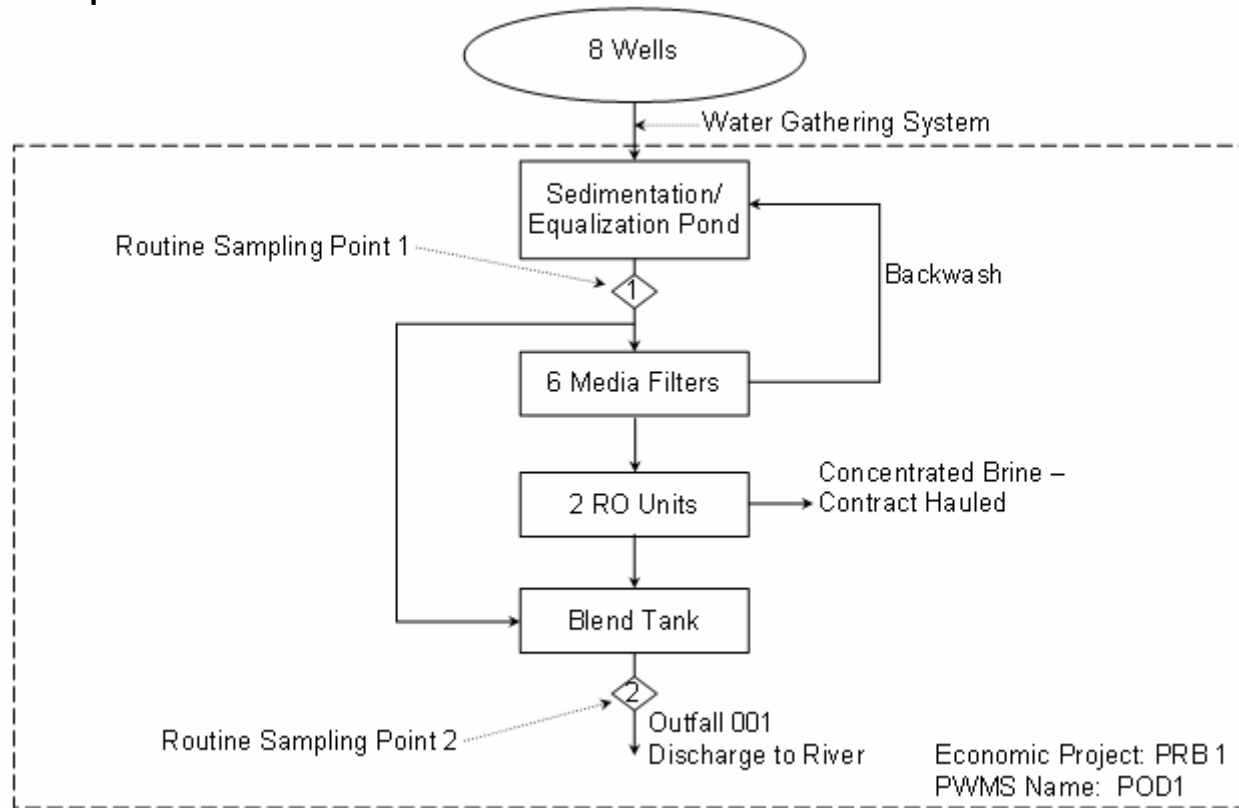 8 Wells
Water Gathering System
Sedimentation/
Equalization Pond
Routine Sampling Point 1
1
Backwash
6 Media Filters
2 RO Units
Concentrated Brine –
Contract Hauled
Blend Tank
2
Routine Sampling Point 2
Outfall 001
Discharge to River
Economic Project: PRB 1
PWMS Name: POD1